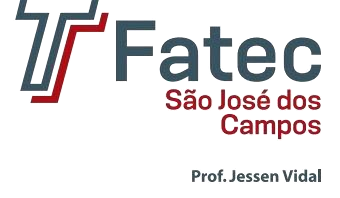 Fatec
São José dos
Campos
Prof. Jessen Vidal